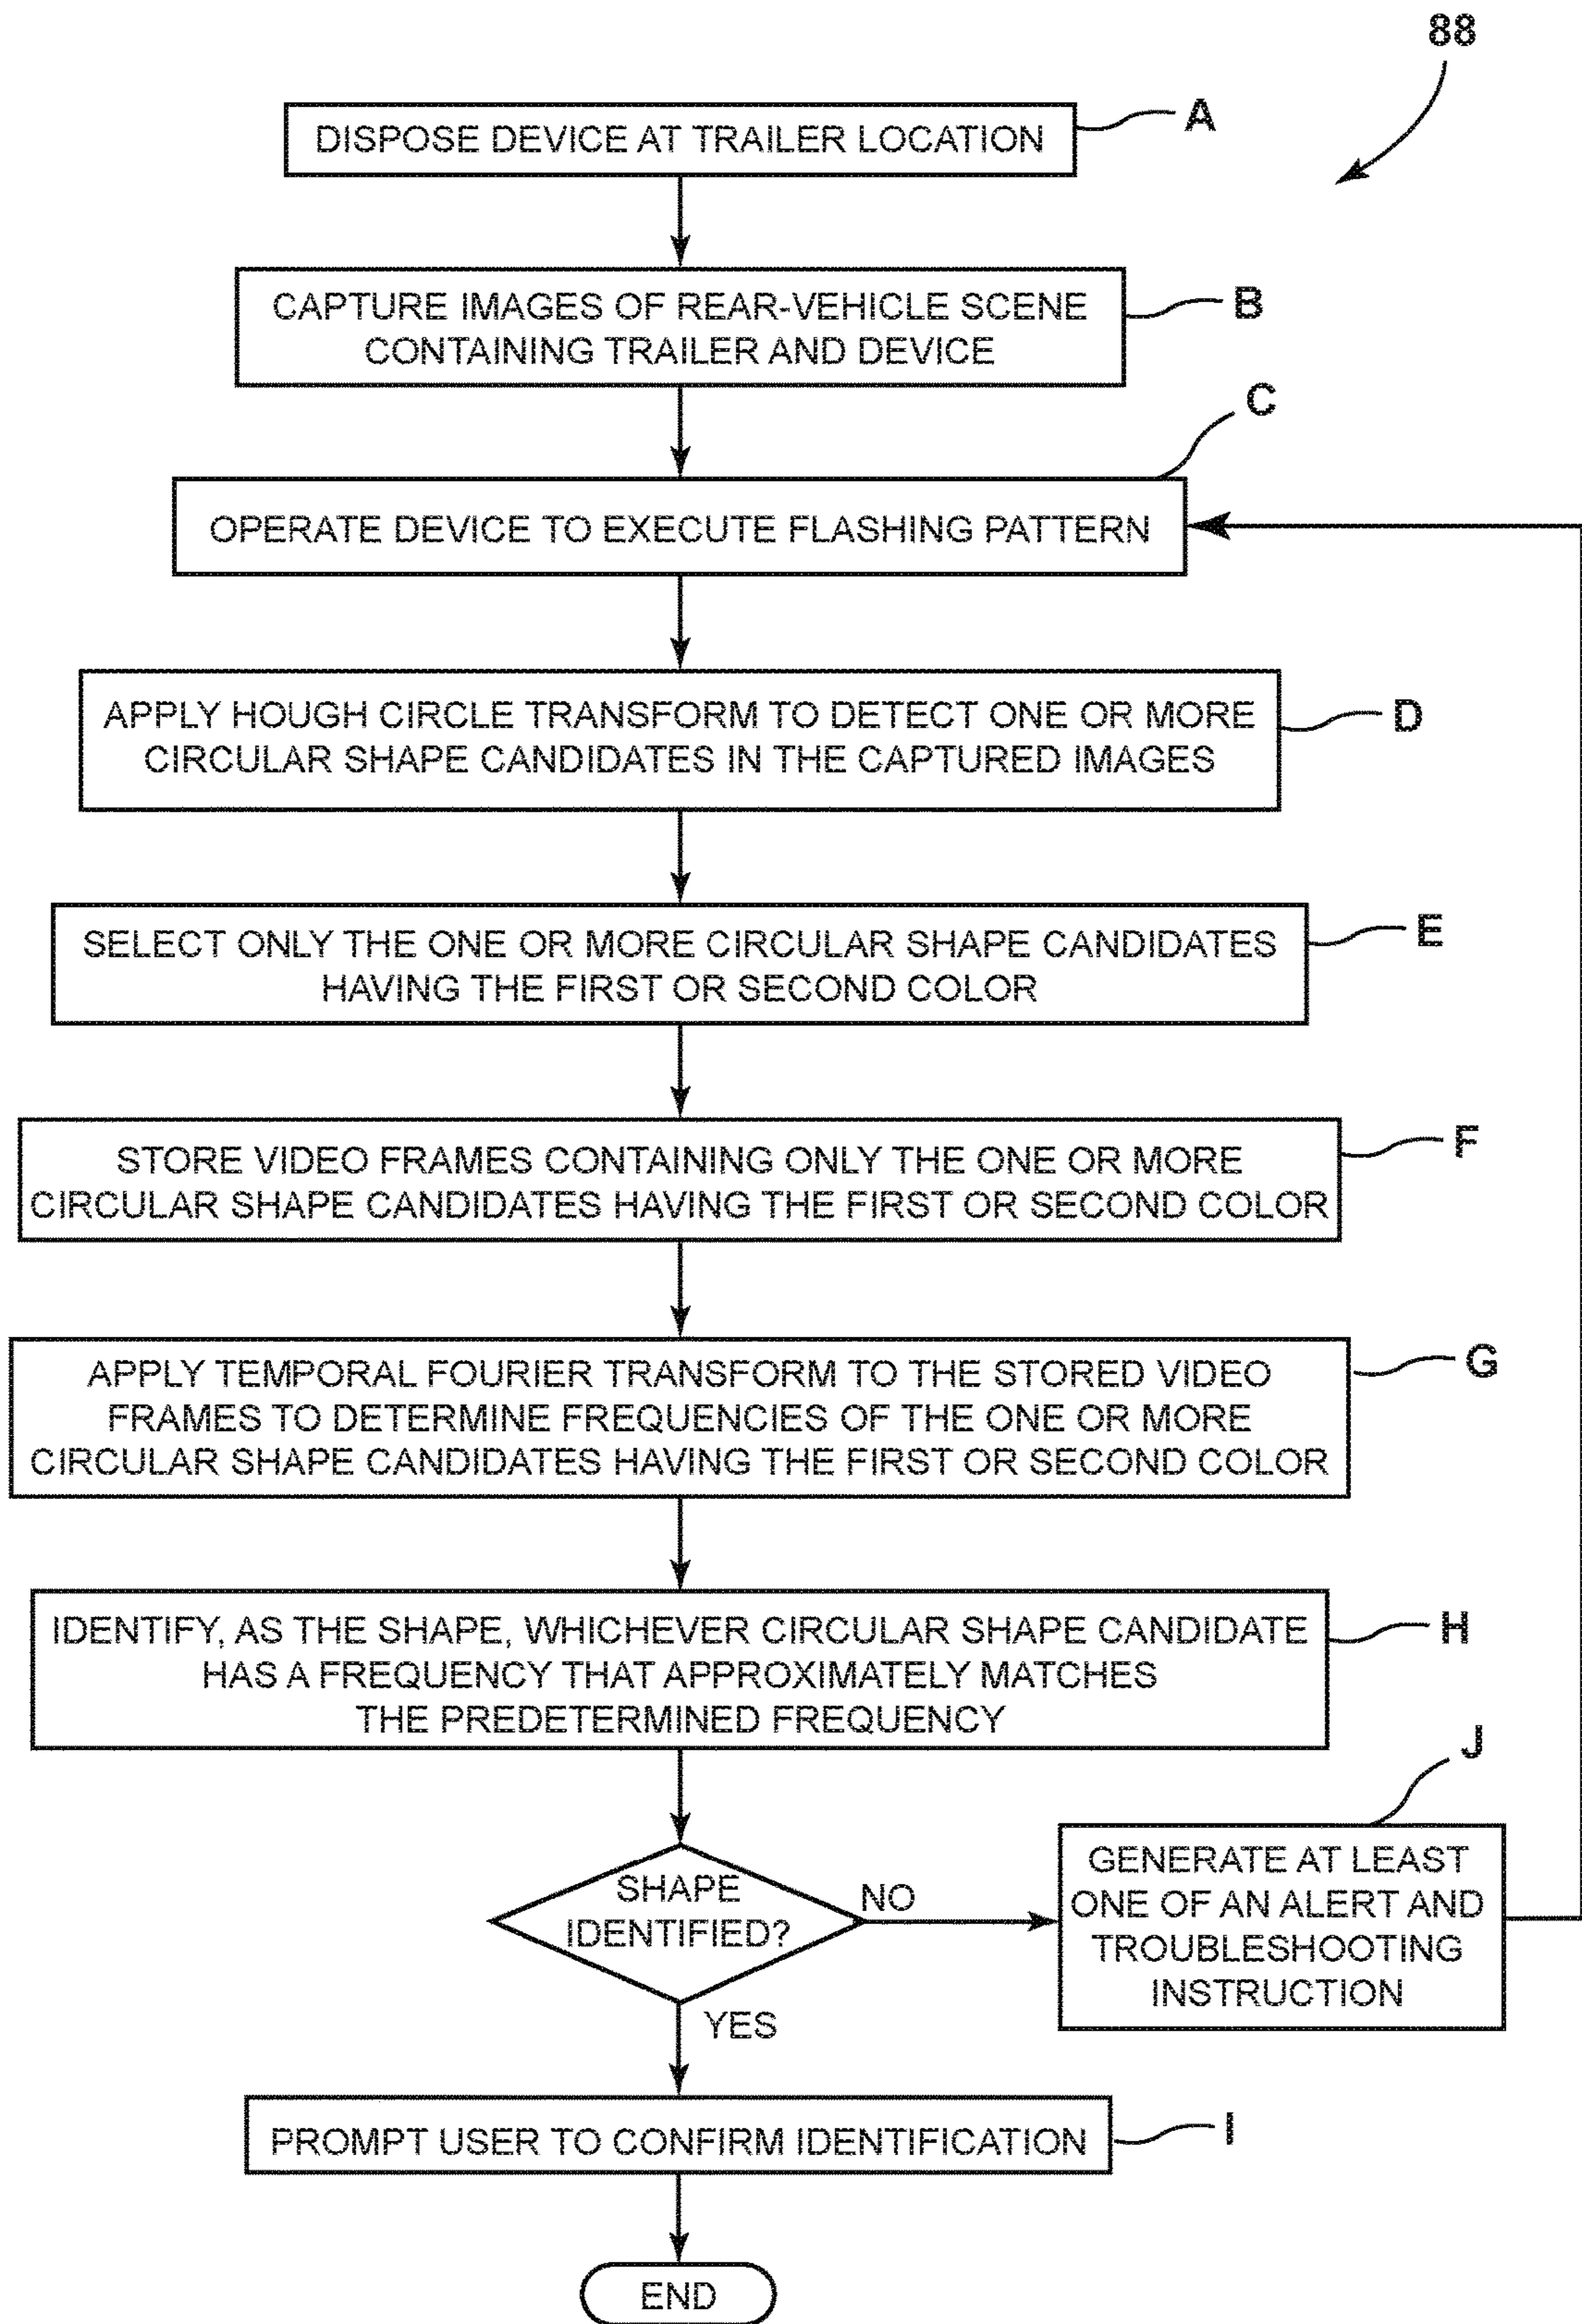 88
DISPOSE DEVICE AT TRAILER LOCATION
A
CAPTURE IMAGES OF REAR-VEHICLE SCENE
CONTAINING TRAILER AND DEVICE
B
C
OPERATE DEVICE TO EXECUTE FLASHING PATTERN
APPLY HOUGH CIRCLE TRANSFORM TO DETECT ONE OR MORE
CIRCULAR SHAPE CANDIDATES IN THE CAPTURED IMAGES
D
SELECT ONLY THE ONE OR MORE CIRCULAR SHAPE CANDIDATES
HAVING THE FIRST OR SECOND COLOR
E
STORE VIDEO FRAMES CONTAINING ONLY THE ONE OR MORE
CIRCULAR SHAPE CANDIDATES HAVING THE FIRST OR SECOND COLOR
F
APPLY TEMPORAL FOURIER TRANSFORM TO THE STORED VIDEO
FRAMES TO DETERMINE FREQUENCIES OF THE ONE OR MORE
CIRCULAR SHAPE CANDIDATES HAVING THE FIRST OR SECOND COLOR
G
IDENTIFY, AS THE SHAPE, WHICHEVER CIRCULAR SHAPE CANDIDATE
HAS A FREQUENCY THAT APPROXIMATELY MATCHES
THE PREDETERMINED FREQUENCY
H
J
SHAPE
IDENTIFIED?
NO
GENERATE AT LEAST
ONE OF AN ALERT AND
TROUBLESHOOTING
INSTRUCTION
YES
PROMPT USER TO CONFIRM IDENTIFICATION
I
END